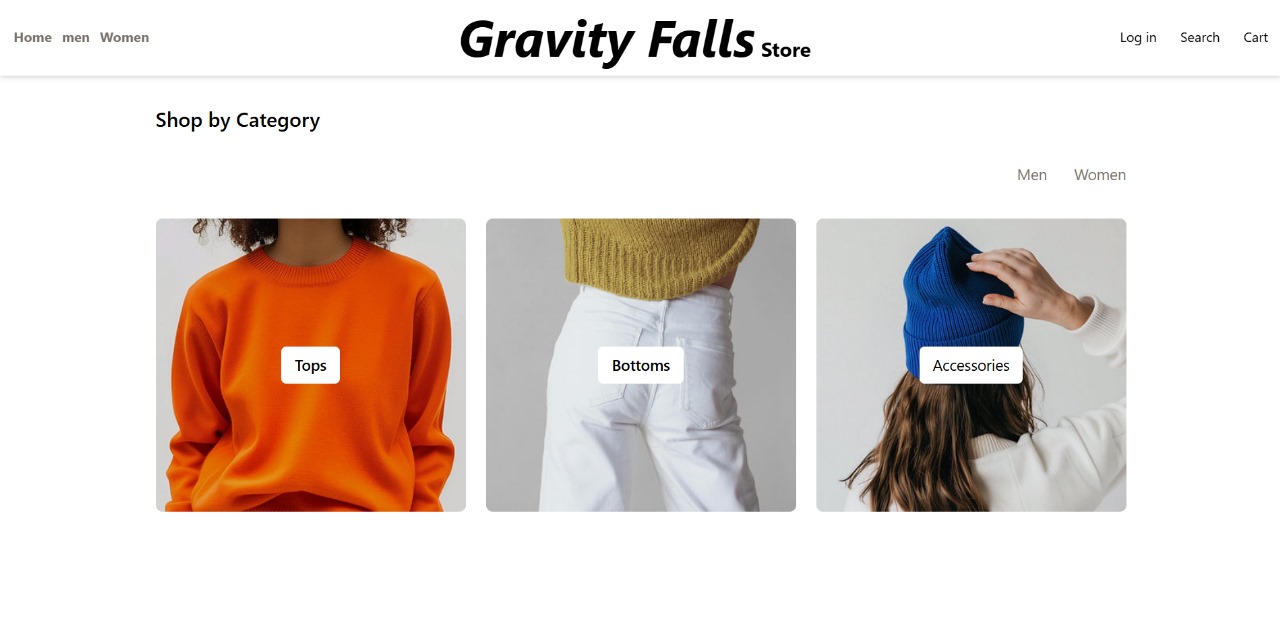 Home men Women
Gravity Falls Store
Log in Search Cart
Shop by Category
Men Women
Tops
Bottoms
Accessories